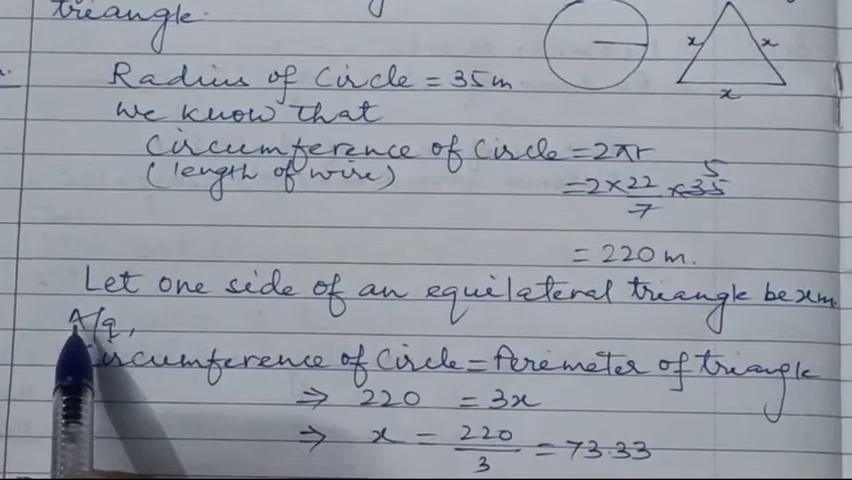 triangle.
x x
x
Radius of Circle = 35m
We know that
Circumference of Circle = 2πr
(length of wire)
= 2 × 22/7 × 35 5
= 220 m.
Let one side of an equilateral triangle be x m
A/q,
Circumference of Circle = Perimeter of triangle
⇒ 220 = 3x
⇒ x = 220/3 = 73.33